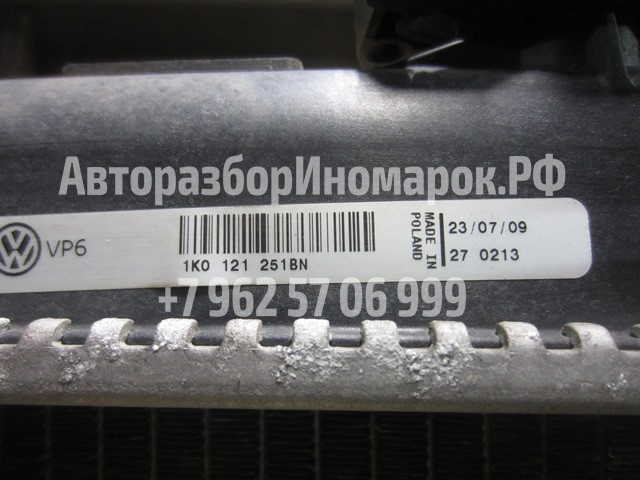 АвторазборИномарок.РФ
VP6
1K0 121 251BN
MADE IN
POLAND
23/07/09
27 0213
+7 962 57 06 999